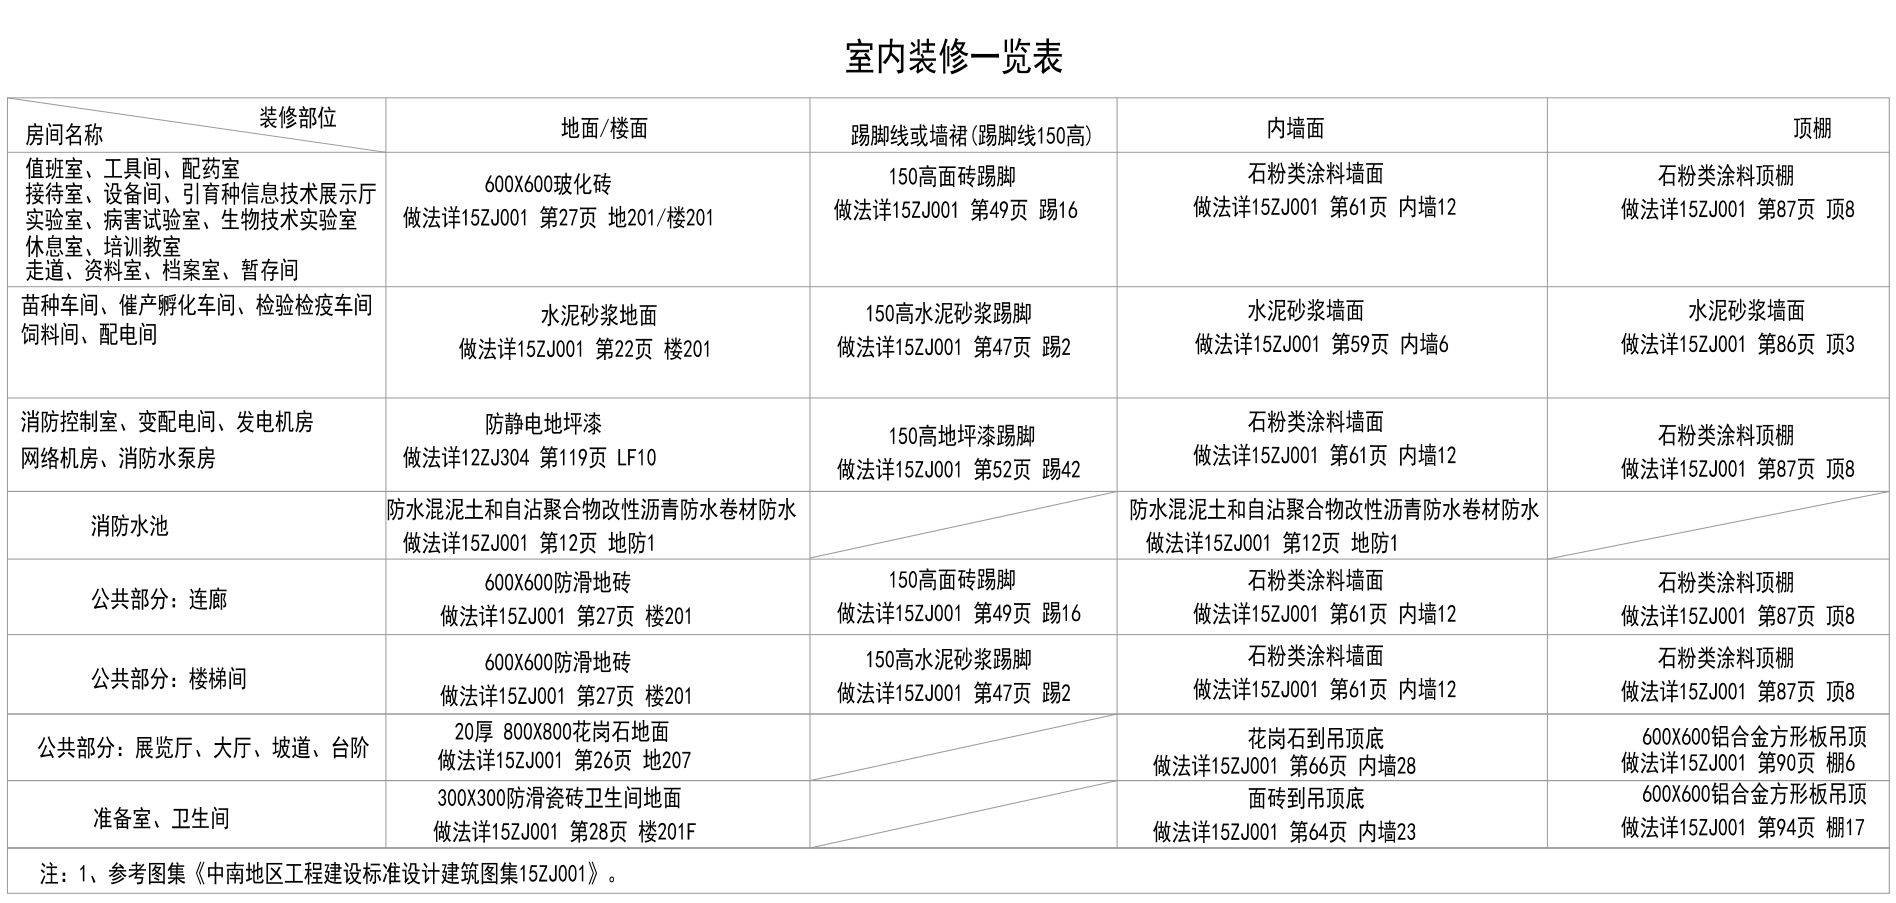 室内装修一览表
装修部位
房间名称
地面/楼面
踢脚线或墙裙(踢脚线150高)
内墙面
顶棚
值班室、工具间、配药室
接待室、设备间、引育种信息技术展示厅
实验室、病害试验室、生物技术实验室
休息室、培训教室
走道、资料室、档案室、暂存间
600X600玻化砖
做法详15ZJ001 第27页 地201/楼201
150高面砖踢脚
做法详15ZJ001 第49页 踢16
石粉类涂料墙面
做法详15ZJ001 第61页 内墙12
石粉类涂料顶棚
做法详15ZJ001 第87页 顶8
苗种车间、催产孵化车间、检验检疫车间
饲料间、配电间
水泥砂浆地面
做法详15ZJ001 第22页 楼201
150高水泥砂浆踢脚
做法详15ZJ001 第47页 踢2
水泥砂浆墙面
做法详15ZJ001 第59页 内墙6
水泥砂浆墙面
做法详15ZJ001 第86页 顶3
消防控制室、变配电间、发电机房
网络机房、消防水泵房
防静电地坪漆
做法详12ZJ304 第119页 LF10
150高地坪漆踢脚
做法详15ZJ001 第52页 踢42
石粉类涂料墙面
做法详15ZJ001 第61页 内墙12
石粉类涂料顶棚
做法详15ZJ001 第87页 顶8
消防水池
防水混泥土和自沾聚合物改性沥青防水卷材防水
做法详15ZJ001 第12页 地防1
防水混泥土和自沾聚合物改性沥青防水卷材防水
做法详15ZJ001 第12页 地防1
公共部分：连廊
600X600防滑地砖
做法详15ZJ001 第27页 楼201
150高面砖踢脚
做法详15ZJ001 第49页 踢16
石粉类涂料墙面
做法详15ZJ001 第61页 内墙12
石粉类涂料顶棚
做法详15ZJ001 第87页 顶8
公共部分：楼梯间
600X600防滑地砖
做法详15ZJ001 第27页 楼201
150高水泥砂浆踢脚
做法详15ZJ001 第47页 踢2
石粉类涂料墙面
做法详15ZJ001 第61页 内墙12
石粉类涂料顶棚
做法详15ZJ001 第87页 顶8
公共部分：展览厅、大厅、坡道、台阶
20厚 800X800花岗石地面
做法详15ZJ001 第26页 地207
花岗石到吊顶底
做法详15ZJ001 第66页 内墙28
600X600铝合金方形板吊顶
做法详15ZJ001 第90页 棚6
准备室、卫生间
300X300防滑瓷砖卫生间地面
做法详15ZJ001 第28页 楼201F
面砖到吊顶底
做法详15ZJ001 第64页 内墙23
600X600铝合金方形板吊顶
做法详15ZJ001 第94页 棚17
注：1、参考图集《中南地区工程建设标准设计建筑图集15ZJ001》。